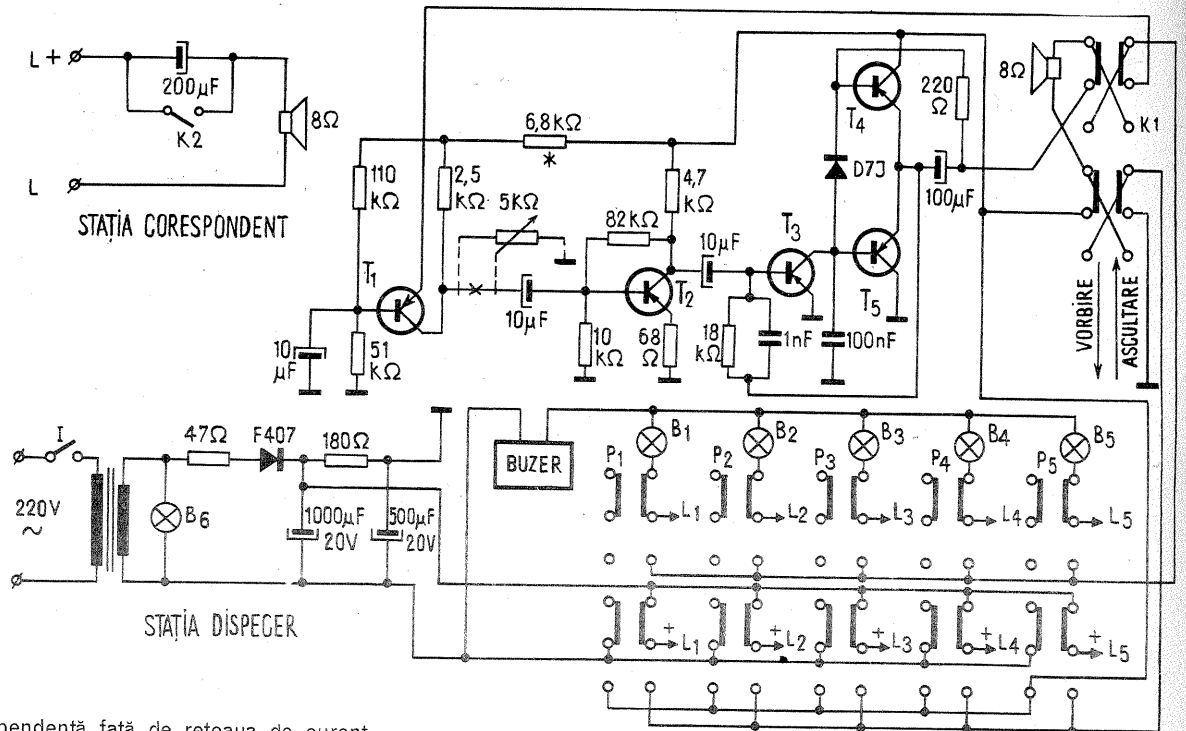 L +
200µF
K2
8Ω
L
STAȚIA CORESPONDENT
6,8kΩ
*
110
kΩ
2,5
kΩ
5kΩ
4,7
kΩ
82kΩ
T1
10µF
T2
10
µF
51
kΩ
10
kΩ
68
Ω
10µF
T3
18
kΩ
1nF
100nF
T4
D73
T5
220
Ω
100µF
8Ω
K1
VORBIRE
ASCULTARE
I
220V
~
47Ω
F407
180Ω
B6
1000µF
20V
500µF
20V
STAȚIA DISPECER
BUZER
B1
B2
B3
B4
B5
P1
P2
P3
P4
P5
L1
L2
L3
L4
L5
+ L1
+ L2
+ L3
+ L4
+ L5
pendentă față de rețeaua de curent